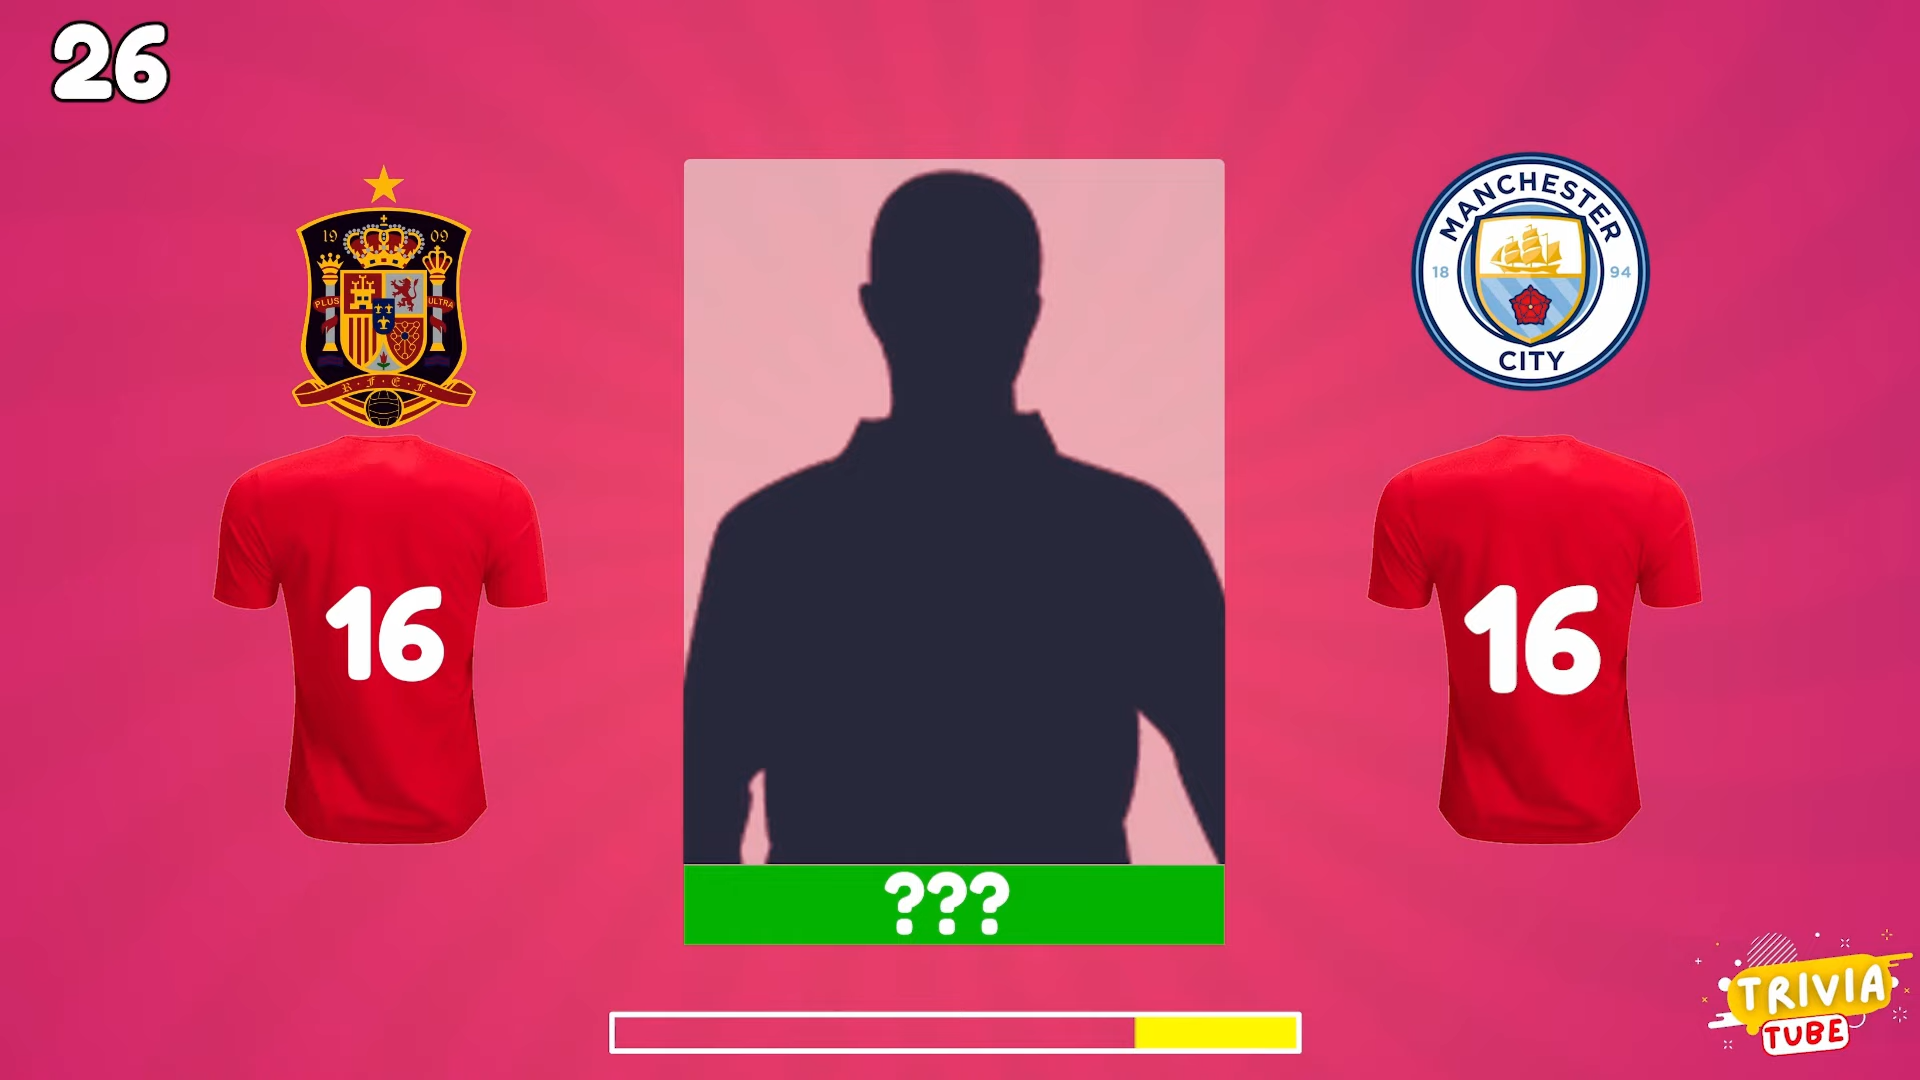 26
19 09
PLUS ULTRA
R·F·E·F·
MANCHESTER
18 94
CITY
16
16
???
TRIVIA
TUBE